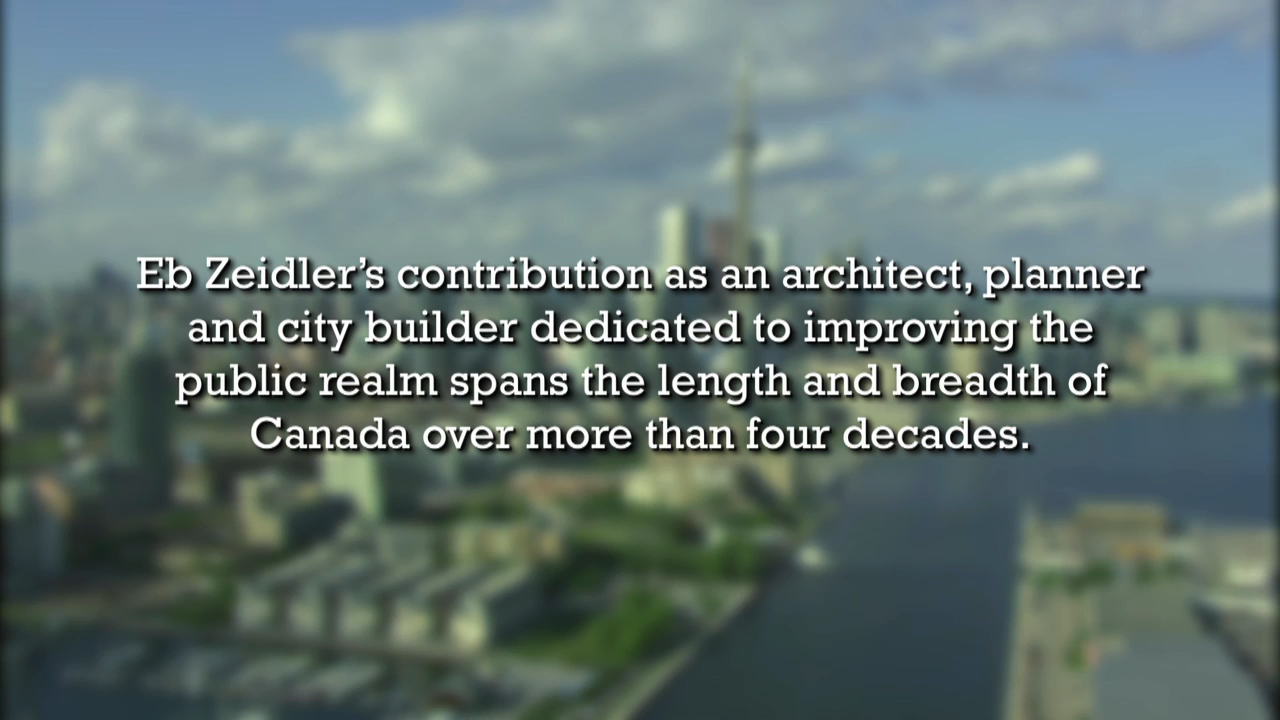 Eb Zeidler’s contribution as an architect, planner
and city builder dedicated to improving the
public realm spans the length and breadth of
Canada over more than four decades.